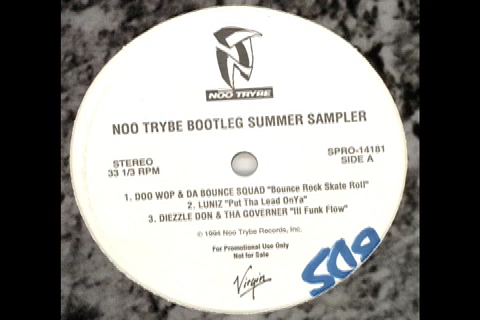 NOO TRYBE
NOO TRYBE BOOTLEG SUMMER SAMPLER
STEREO
33 1/3 RPM
SPRO-14181
SIDE A
1. DOO WOP & DA BOUNCE SQUAD "Bounce Rock Skate Roll"
2. LUNIZ "Put Tha Lead OnYa"
3. DIEZZLE DON & THA GOVERNER "Ill Funk Flow"
© 1994 Noo Trybe Records, Inc.
For Promotional Use Only
Not for Sale
Virgin